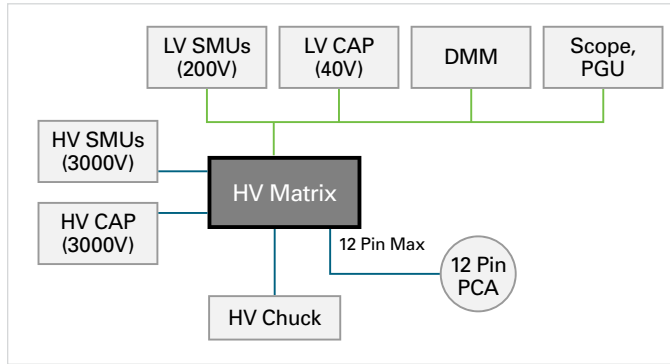 LV SMUs
(200V)
LV CAP
(40V)
DMM
Scope,
PGU
HV SMUs
(3000V)
HV CAP
(3000V)
HV Matrix
12 Pin Max
12 Pin
PCA
HV Chuck